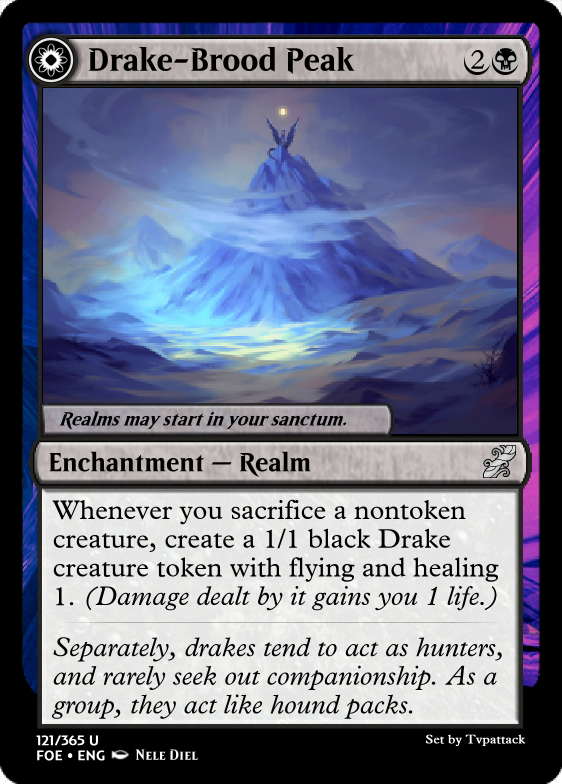 Drake-Brood Peak 2
Realms may start in your sanctum.
Enchantment — Realm
Whenever you sacrifice a nontoken
creature, create a 1/1 black Drake
creature token with flying and healing
1. (Damage dealt by it gains you 1 life.)
Separately, drakes tend to act as hunters,
and rarely seek out companionship. As a
group, they act like hound packs.
121/365 U
Set by Tvpattack
FOE • ENG Nele Diel